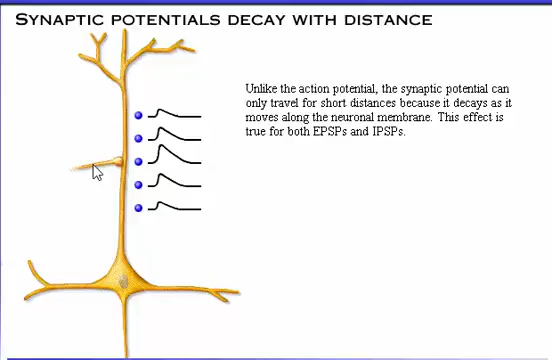 Synaptic potentials decay with distance
Unlike the action potential, the synaptic potential can
only travel for short distances because it decays as it
moves along the neuronal membrane. This effect is
true for both EPSPs and IPSPs.